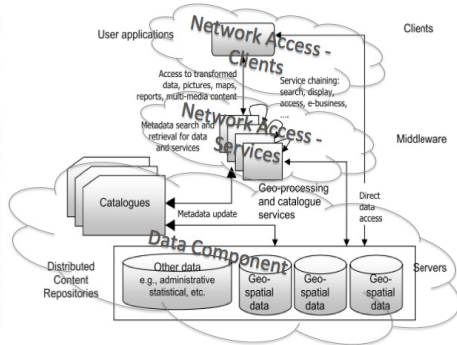 Network Access -
Clients
User applications
Clients
Access to transformed
data, pictures, maps,
reports, multi-media content
Service chaining:
search, display,
access, e-business,
....
Network Access -
Services
Metadata search and
retrieval for data
and services
Middleware
Geo-processing
and catalogue
services
Catalogues
Metadata update
Direct
data
access
Data Component
Distributed
Content
Repositories
Servers
Other data
e.g., administrative
statistical, etc.
Geo-
spatial
data
Geo-
spatial
data
Geo-
spatial
data